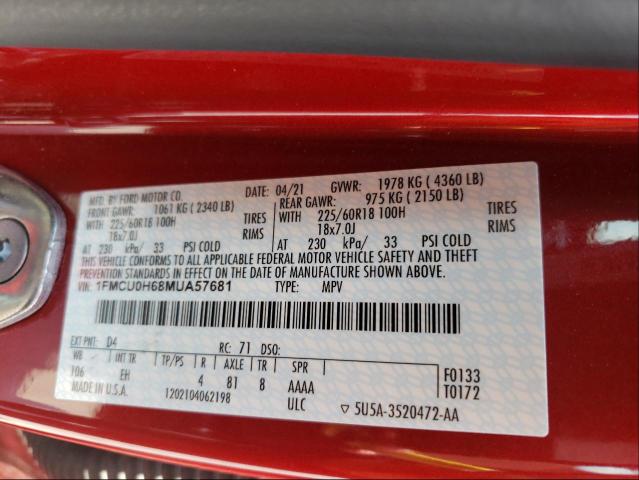 MFD. BY FORD MOTOR CO.
DATE: 04/21 GVWR: 1978 KG ( 4360 LB)
FRONT GAWR: 1061 KG ( 2340 LB) REAR GAWR: 975 KG ( 2150 LB)
WITH 225/60R18 100H TIRES WITH 225/60R18 100H TIRES
18x7.0J RIMS 18x7.0J RIMS
AT 230 kPa/ 33 PSI COLD AT 230 kPa/ 33 PSI COLD
THIS VEHICLE CONFORMS TO ALL APPLICABLE FEDERAL MOTOR VEHICLE SAFETY AND THEFT
PREVENTION STANDARDS IN EFFECT ON THE DATE OF MANUFACTURE SHOWN ABOVE.
VIN: 1FMCU0H68MUA57681 TYPE: MPV
EXT PNT: D4 RC: 71 DSO:
WB INT TR TP/PS R AXLE TR SPR
106 EH 4 81 8 AAAA
F0133
T0172
MADE IN U.S.A. 1202104062198 ULC ▽ 5U5A-3520472-AA